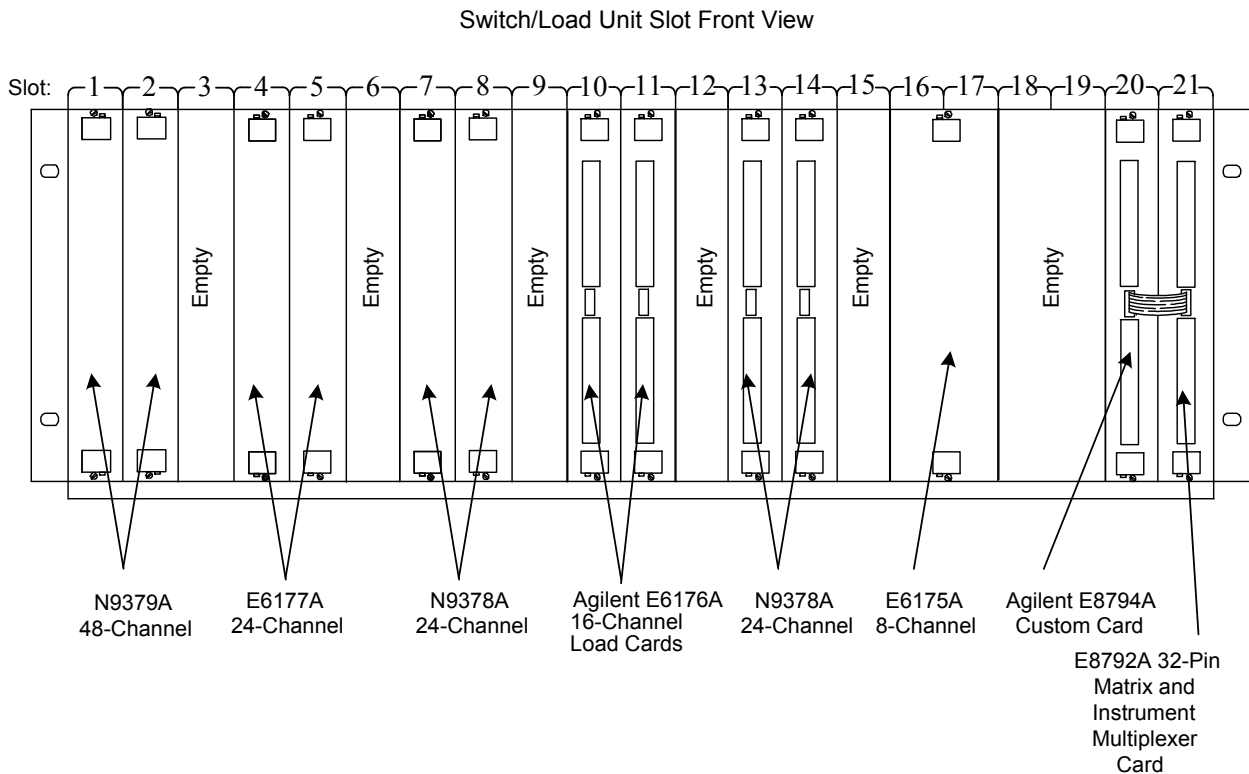 Switch/Load Unit Slot Front View
Slot: 1 2 3 4 5 6 7 8 9 10 11 12 13 14 15 16 17 18 19 20 21
Empty
Empty
Empty
Empty
Empty
Empty
N9379A
48-Channel
E6177A
24-Channel
N9378A
24-Channel
Agilent E6176A
16-Channel
Load Cards
N9378A
24-Channel
E6175A
8-Channel
Agilent E8794A
Custom Card
E8792A 32-Pin
Matrix and
Instrument
Multiplexer
Card